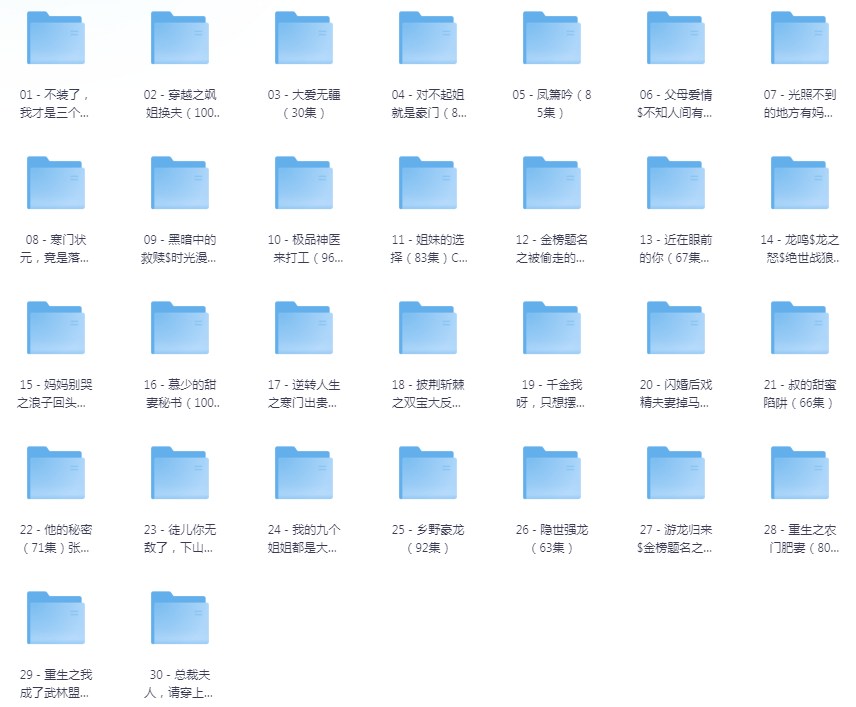 01 - 不装了，
我才是三个...
02 - 穿越之飒
姐换夫（100..
03 - 大爱无疆
（30集）
04 - 对不起姐
就是豪门（8...
05 - 凤箫吟（8
5集）
06 - 父母爱情
$不知人间有...
07 - 光照不到
的地方有妈...
08 - 寒门状
元，竟是落...
09 - 黑暗中的
救赎$时光漫...
10 - 极品神医
来打工（96...
11 - 姐妹的选
择（83集）C...
12 - 金榜题名
之被偷走的...
13 - 近在眼前
的你（67集...
14 - 龙鸣$龙之
怒$绝世战狼..
15 - 妈妈别哭
之浪子回头...
16 - 慕少的甜
妻秘书（100..
17 - 逆转人生
之寒门出贵...
18 - 披荆斩棘
之双宝大反...
19 - 千金我
呀，只想摆...
20 - 闪婚后戏
精夫妻掉马...
21 - 叔的甜蜜
陷阱（66集）
22 - 他的秘密
（71集）张...
23 - 徒儿你无
敌了，下山...
24 - 我的九个
姐姐都是大...
25 - 乡野豪龙
（92集）
26 - 隐世强龙
（63集）
27 - 游龙归来
$金榜题名之...
28 - 重生之农
门肥妻（80...
29 - 重生之我
成了武林盟...
30 - 总裁夫
人，请穿上...